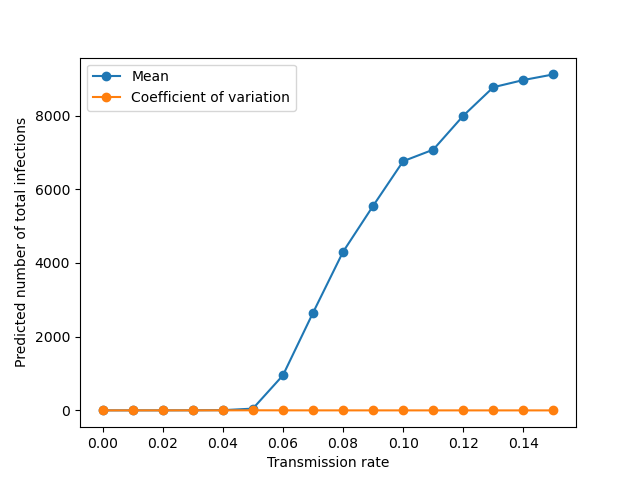 Mean
Coefficient of variation
Predicted number of total infections
8000
6000
4000
2000
0
0.00 0.02 0.04 0.06 0.08 0.10 0.12 0.14
Transmission rate